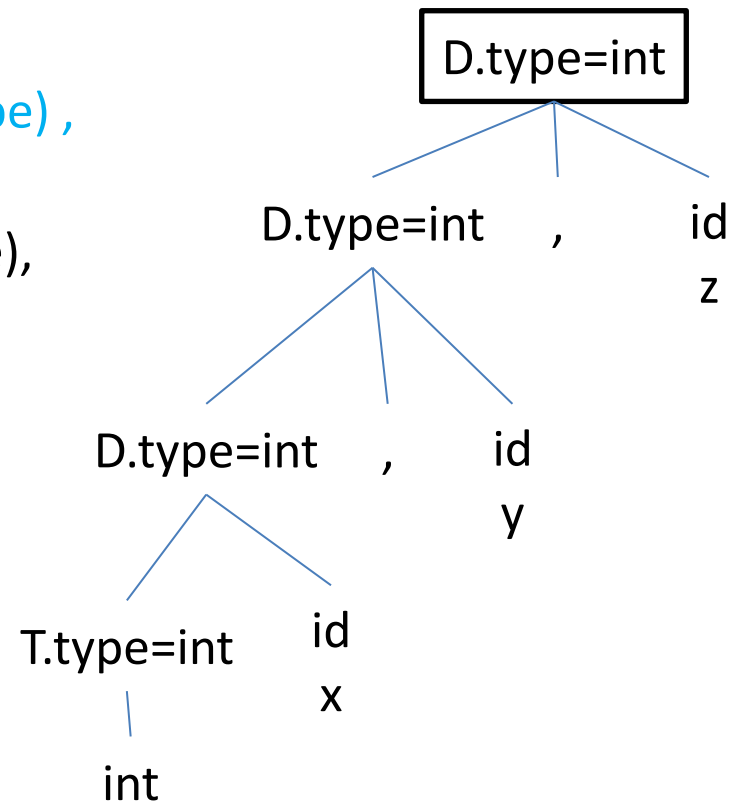 D.type=int
pe) ,
D.type=int , id
z
),
D.type=int , id
y
T.type=int id
x
int